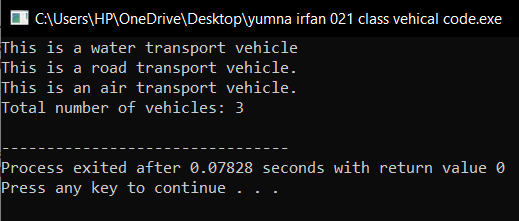 C:\Users\HP\OneDrive\Desktop\yumna irfan 021 class vehical code.exe
This is a water transport vehicle
This is a road transport vehicle.
This is an air transport vehicle.
Total number of vehicles: 3
--------------------------------
Process exited after 0.07828 seconds with return value 0
Press any key to continue . . .